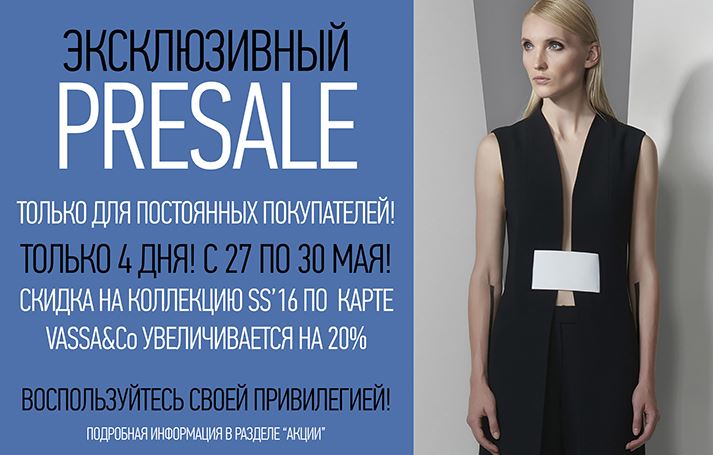 ЭКСКЛЮЗИВНЫЙ
PRESALE
ТОЛЬКО ДЛЯ ПОСТОЯННЫХ ПОКУПАТЕЛЕЙ!
ТОЛЬКО 4 ДНЯ! С 27 ПО 30 МАЯ!
СКИДКА НА КОЛЛЕКЦИЮ SS'16 ПО КАРТЕ
VASSA&Co УВЕЛИЧИВАЕТСЯ НА 20%
ВОСПОЛЬЗУЙТЕСЬ СВОЕЙ ПРИВИЛЕГИЕЙ!
ПОДРОБНАЯ ИНФОРМАЦИЯ В РАЗДЕЛЕ “АКЦИИ”